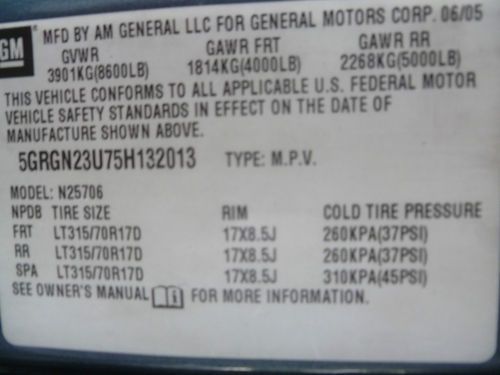 GM
MFD BY AM GENERAL LLC FOR GENERAL MOTORS CORP. 06/05
GVWR GAWR FRT GAWR RR
3901KG(8600LB) 1814KG(4000LB) 2268KG(5000LB)
THIS VEHICLE CONFORMS TO ALL APPLICABLE U.S. FEDERAL MOTOR
VEHICLE SAFETY STANDARDS IN EFFECT ON THE DATE OF
MANUFACTURE SHOWN ABOVE.
5GRGN23U75H132013 TYPE: M.P.V.
MODEL: N25706
NPDB TIRE SIZE RIM COLD TIRE PRESSURE
FRT LT315/70R17D 17X8.5J 260KPA(37PSI)
RR LT315/70R17D 17X8.5J 260KPA(37PSI)
SPA LT315/70R17D 17X8.5J 310KPA(45PSI)
SEE OWNER'S MANUAL i FOR MORE INFORMATION.